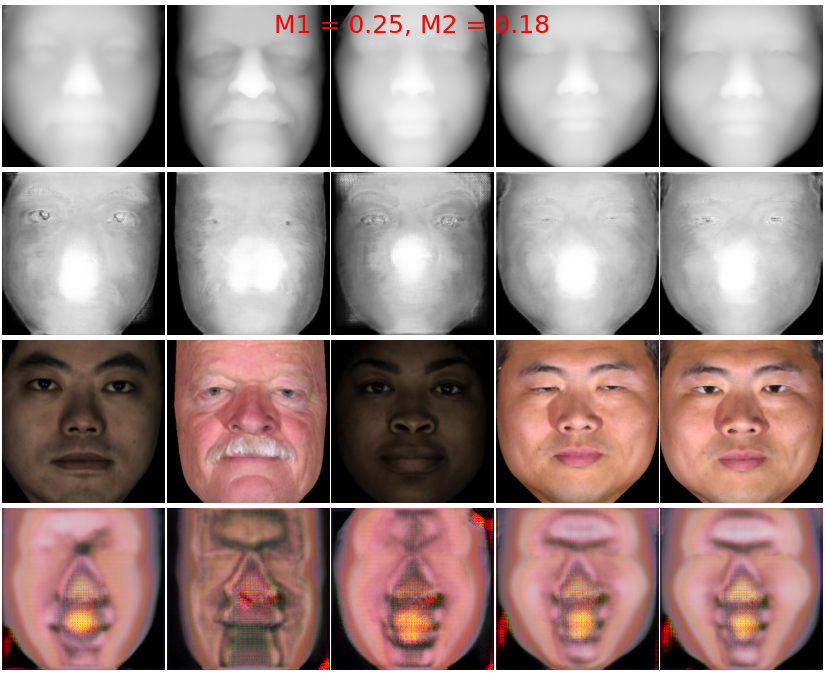 M1 = 0.25, M2 = 0.18